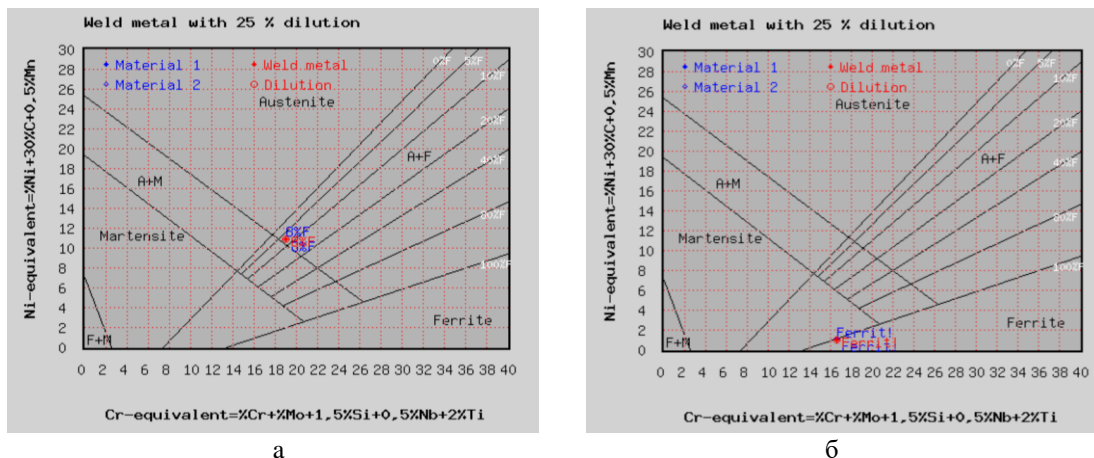 Weld metal with 25 % dilution
Ni-equivalent=%Ni+30%C+0,5%Mn
30
28
26
24
22
20
18
16
14
12
10
8
6
4
2
0
Material 1
Weld metal
Material 2
Dilution
Austenite
0%F
5%F
10%F
20%F
40%F
80%F
100%F
A+F
A+M
Martensite
8%F
F+M
Ferrite
0 2 4 6 8 10 12 14 16 18 20 22 24 26 28 30 32 34 36 38 40
Cr-equivalent=%Cr+%Mo+1,5%Si+0,5%Nb+2%Ti
а
Weld metal with 25 % dilution
Ni-equivalent=%Ni+30%C+0,5%Mn
30
28
26
24
22
20
18
16
14
12
10
8
6
4
2
0
Material 1
Weld metal
Material 2
Dilution
Austenite
0%F
5%F
10%F
20%F
40%F
80%F
100%F
A+F
A+M
Martensite
Ferrit!
F+M
Ferrite
0 2 4 6 8 10 12 14 16 18 20 22 24 26 28 30 32 34 36 38 40
Cr-equivalent=%Cr+%Mo+1,5%Si+0,5%Nb+2%Ti
б